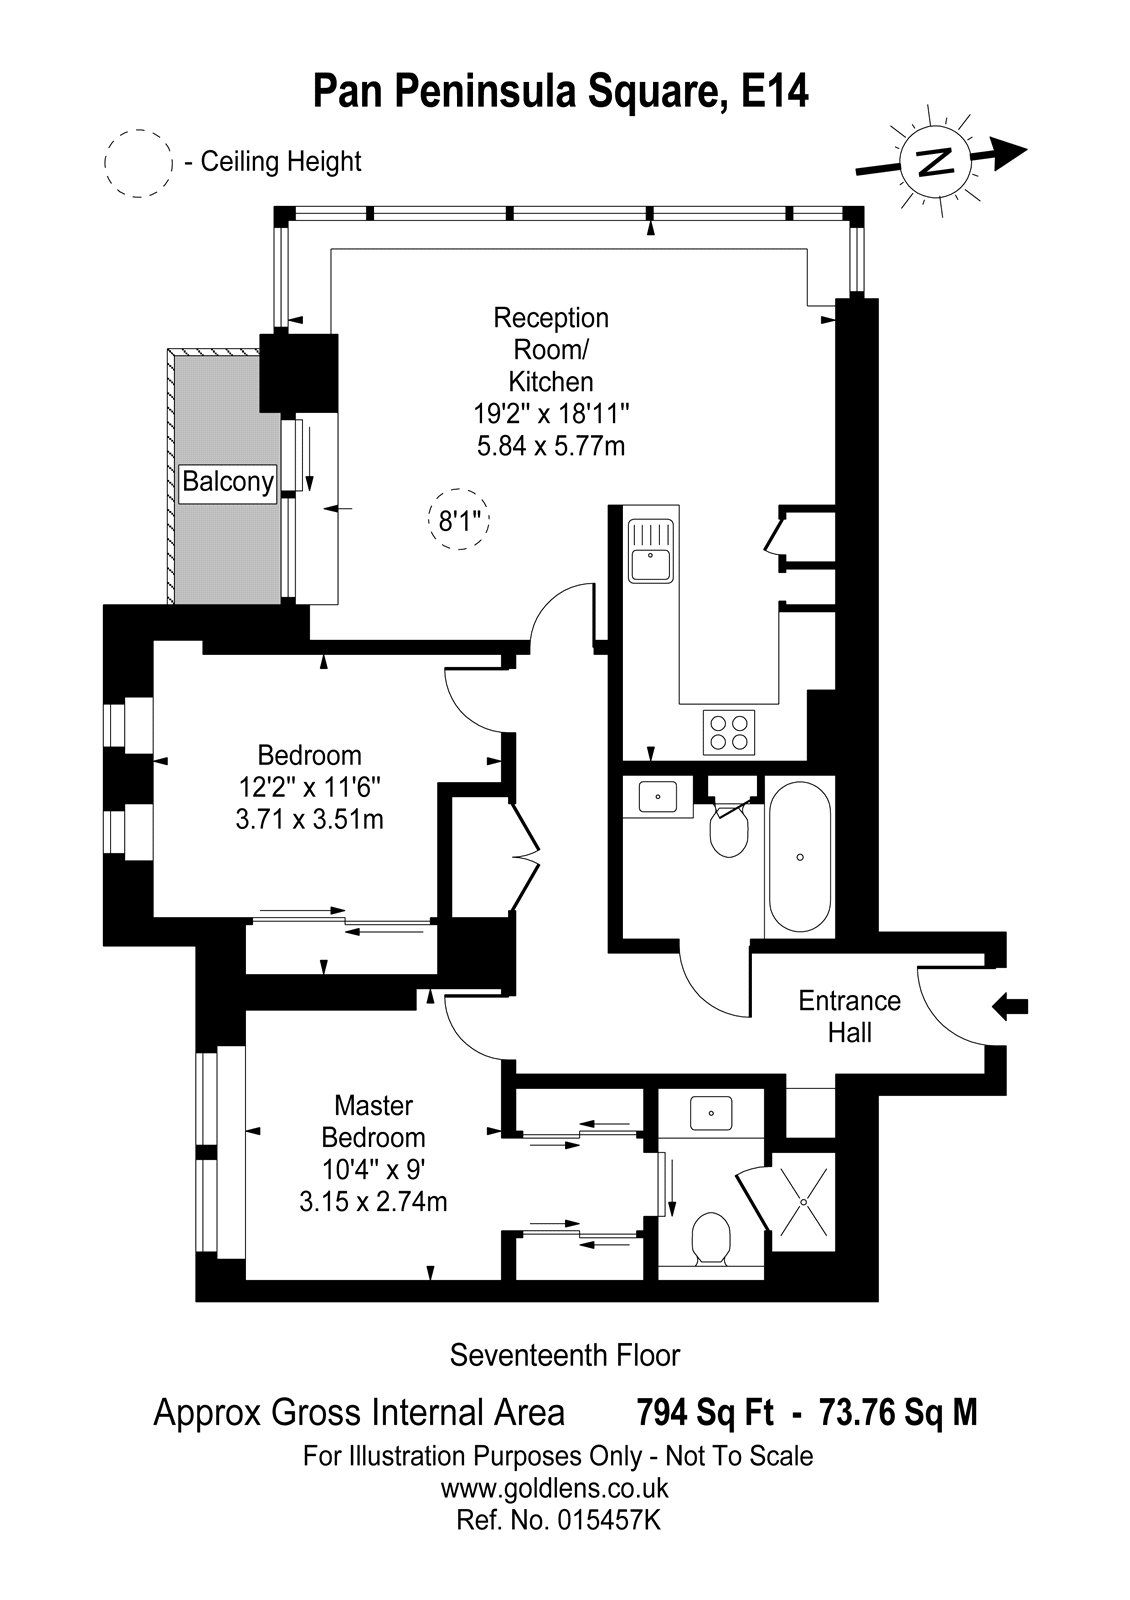 Pan Peninsula Square, E14
- Ceiling Height
N
Reception
Room/
Kitchen
19'2" x 18'11"
5.84 x 5.77m
Balcony
8'1"
Bedroom
12'2" x 11'6"
3.71 x 3.51m
Entrance
Hall
Master
Bedroom
10'4" x 9'
3.15 x 2.74m
Seventeenth Floor
Approx Gross Internal Area 794 Sq Ft - 73.76 Sq M
For Illustration Purposes Only - Not To Scale
www.goldlens.co.uk
Ref. No. 015457K